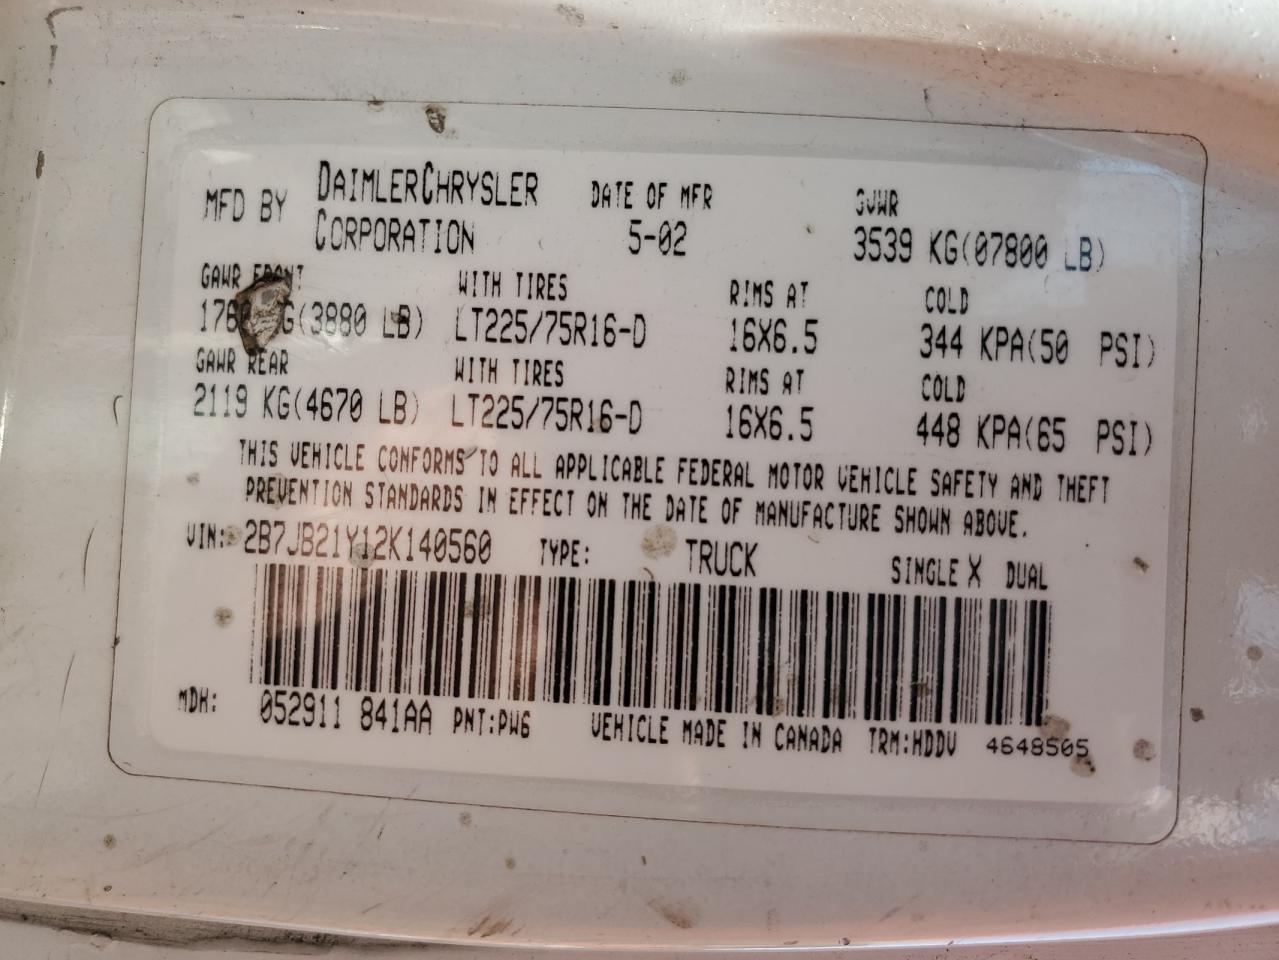 MFD BY DAIMLERCHRYSLER CORPORATION DATE OF MFR 5-02 GVWR 3539 KG(07800 LB)
GAWR FRONT WITH TIRES RIMS AT COLD
(3880 LB) LT225/75R16-D 16X6.5 344 KPA(50 PSI)
GAWR REAR WITH TIRES RIMS AT COLD
2119 KG(4670 LB) LT225/75R16-D 16X6.5 448 KPA(65 PSI)
THIS VEHICLE CONFORMS TO ALL APPLICABLE FEDERAL MOTOR VEHICLE SAFETY AND THEFT
PREVENTION STANDARDS IN EFFECT ON THE DATE OF MANUFACTURE SHOWN ABOVE.
VIN: 2B7JB21Y12K140560 TYPE: TRUCK SINGLE X DUAL
MDH: 052911 841AA PNT:PW6 VEHICLE MADE IN CANADA TRM:HDDV 4648505